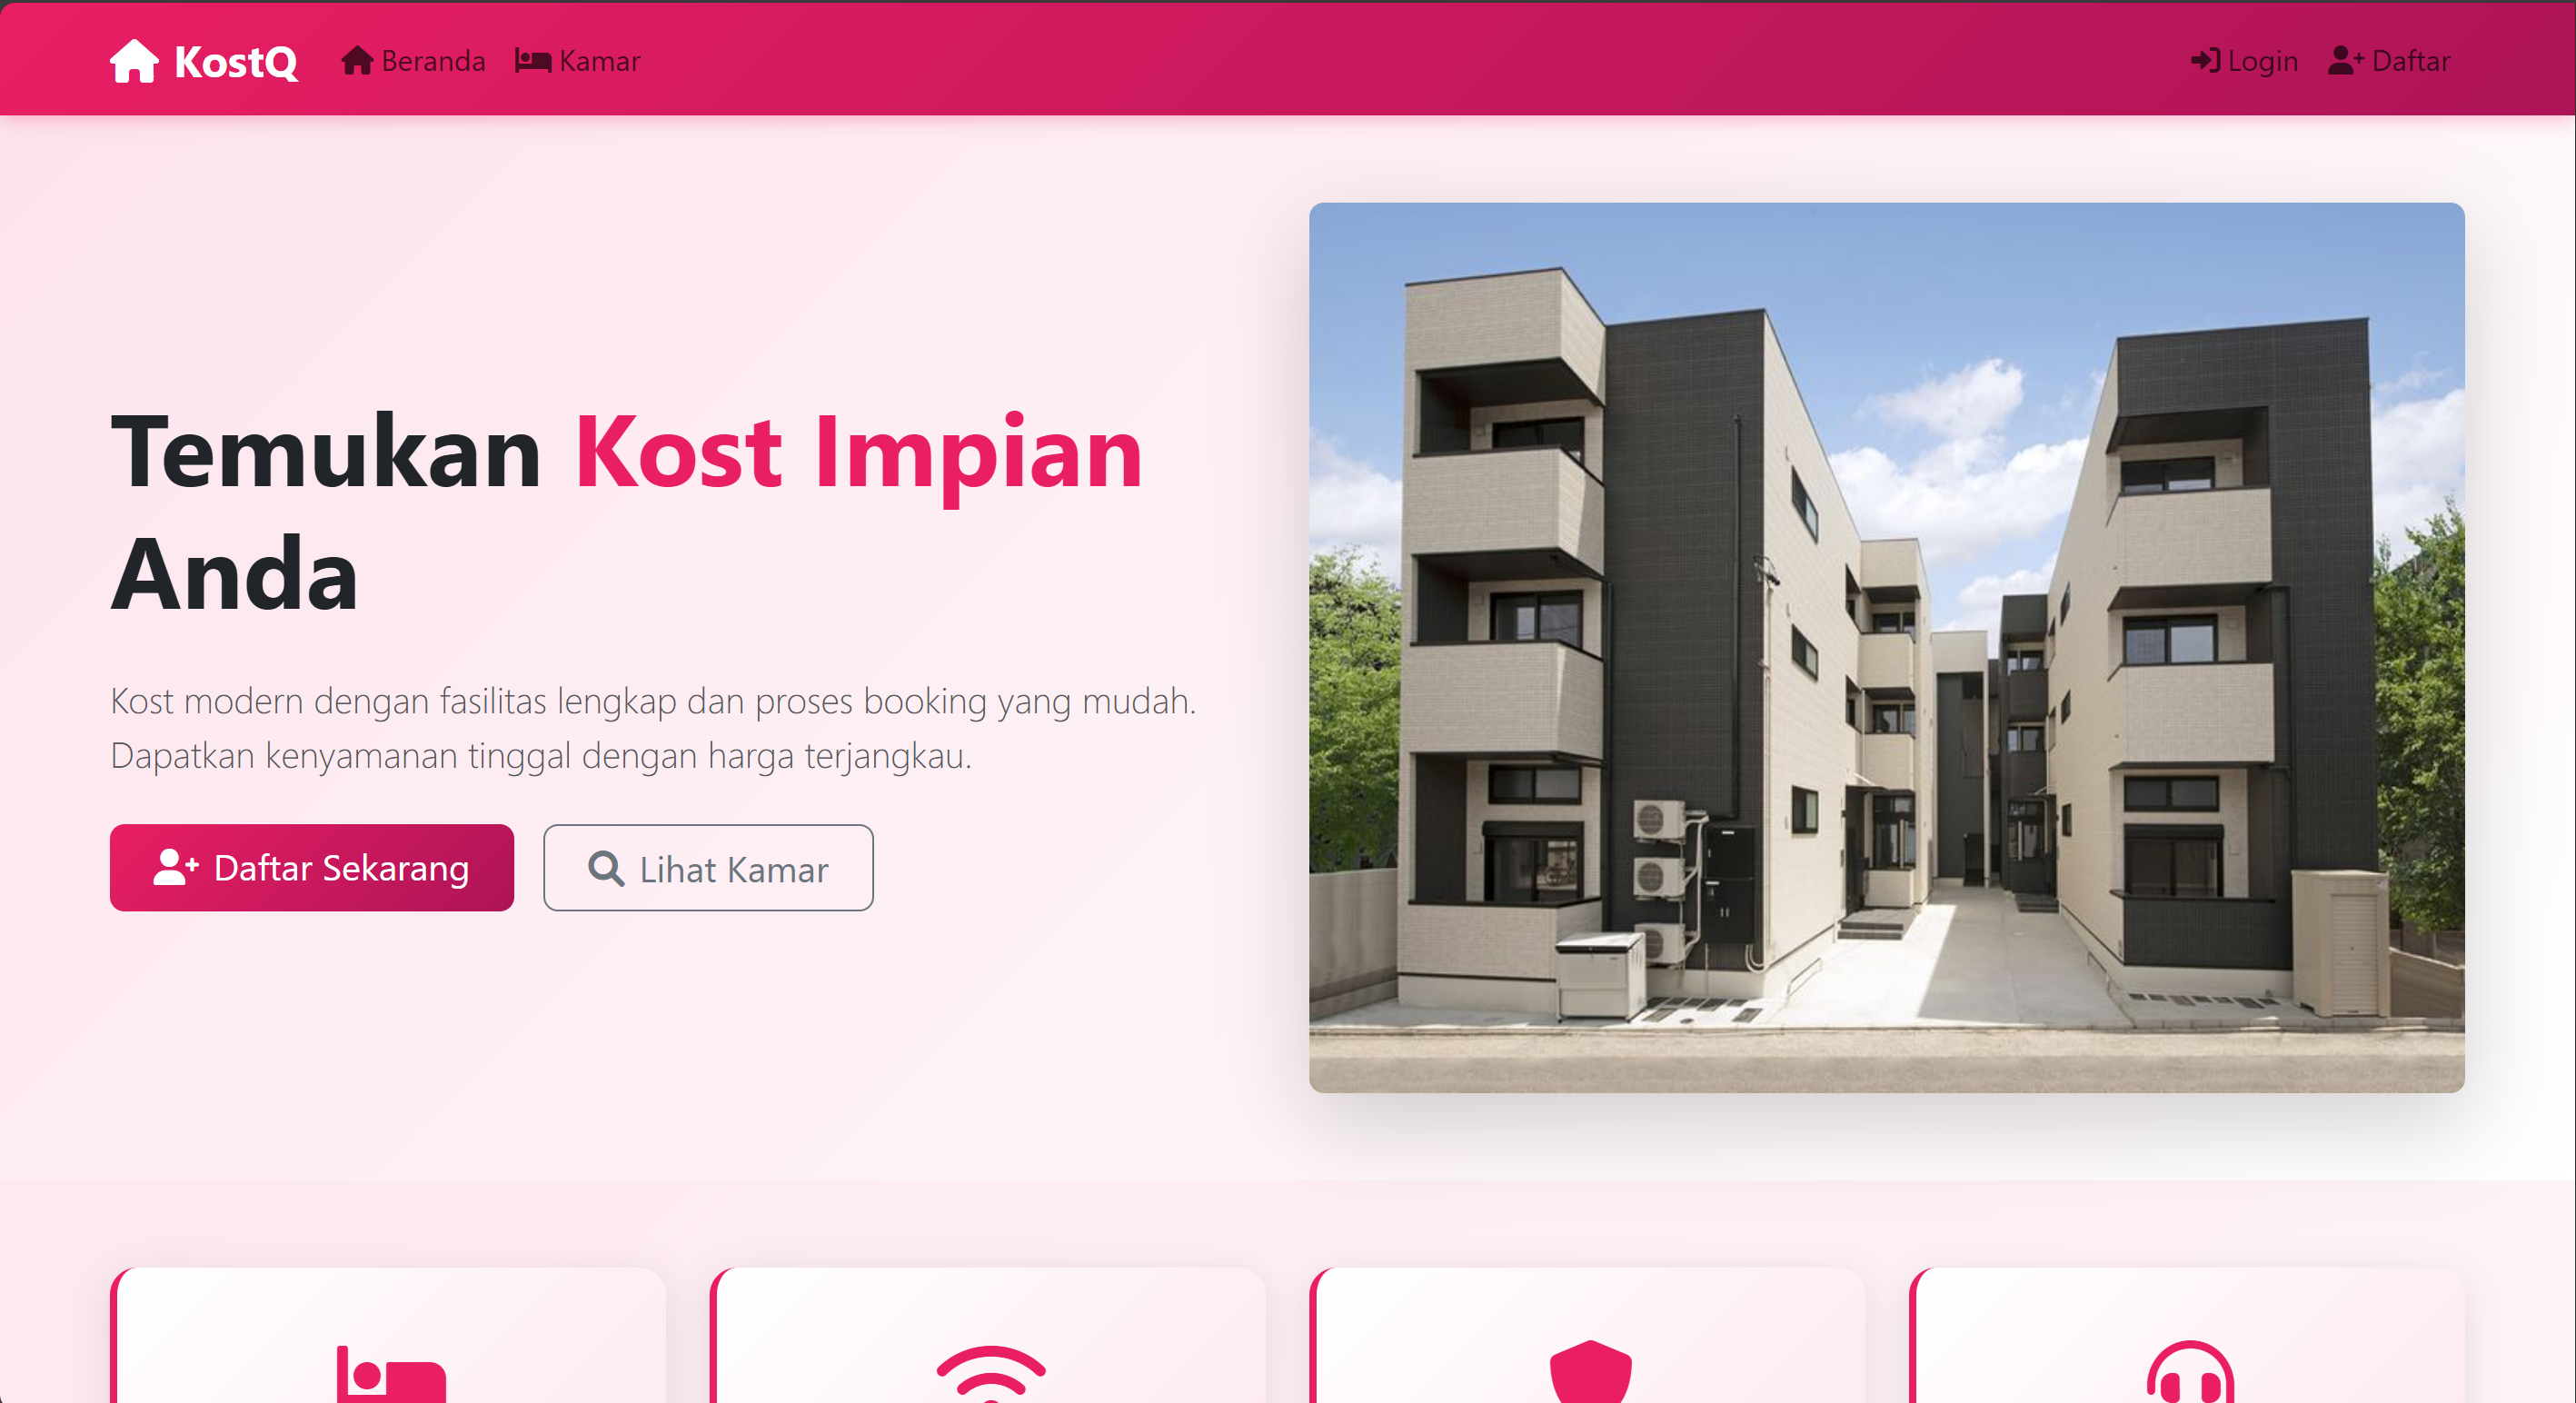 KostQ
Beranda
Kamar
Login
Daftar
Temukan Kost Impian
Anda
Kost modern dengan fasilitas lengkap dan proses booking yang mudah.
Dapatkan kenyamanan tinggal dengan harga terjangkau.
Daftar Sekarang
Lihat Kamar